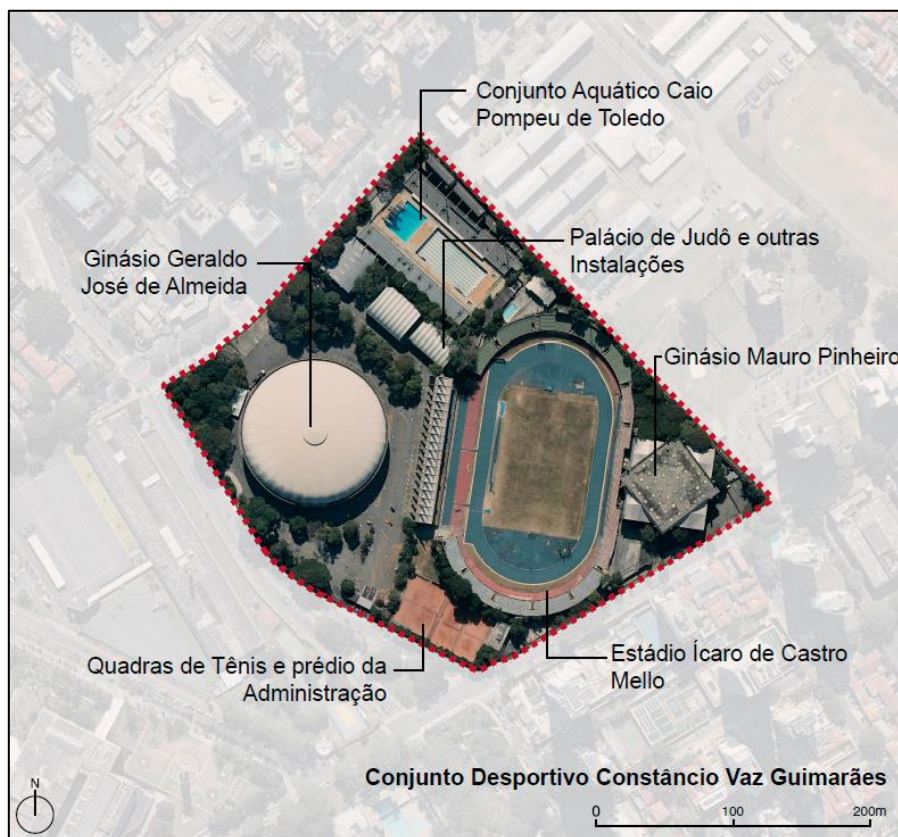 Conjunto Aquático Caio
Pompeu de Toledo
Ginásio Geraldo
José de Almeida
Palácio de Judô e outras
Instalações
Ginásio Mauro Pinheiro
Quadras de Tênis e prédio da
Administração
Estádio Ícaro de Castro
Mello
Conjunto Desportivo Constâncio Vaz Guimarães
N
0 100 200m